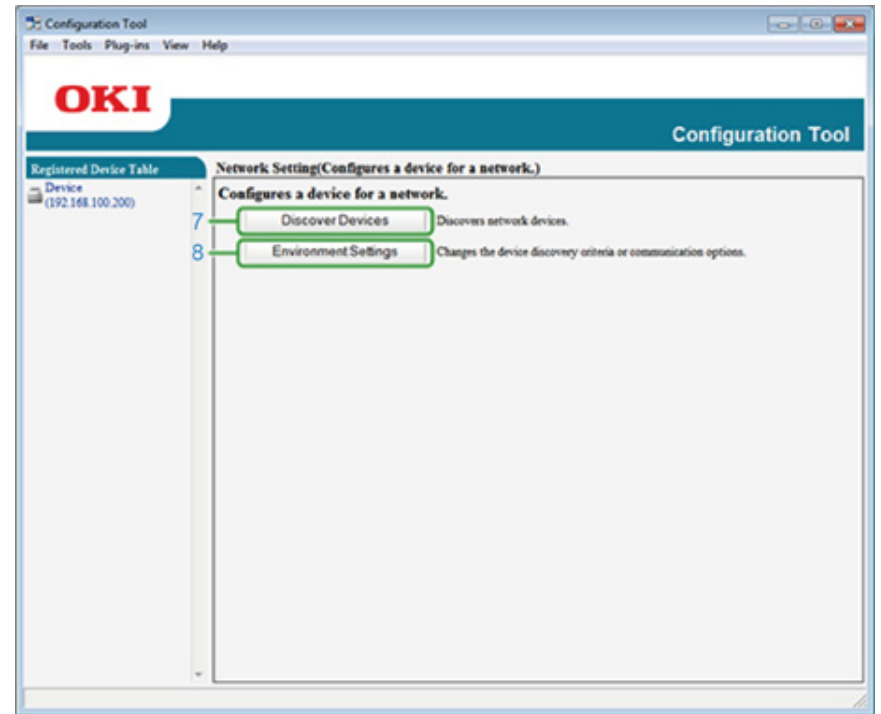 Configuration Tool
File Tools Plug-ins View Help
OKI
Configuration Tool
Registered Device Table
Device
(192.168.100.200)
Network Setting(Configures a device for a network.)
Configures a device for a network.
7 Discover Devices Discovers network devices.
8 Environment Settings Changes the device discovery criteria or communication options.